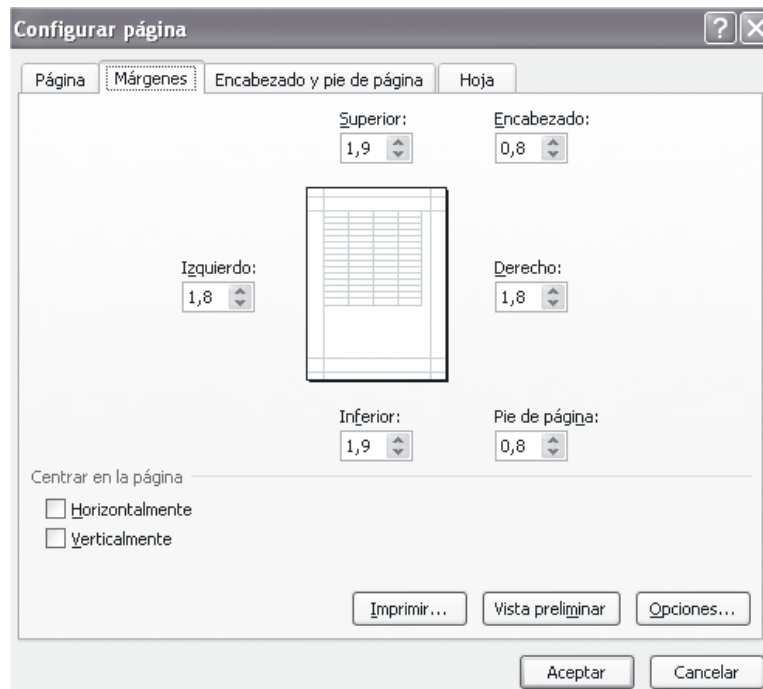 Configurar página
Página Márgenes Encabezado y pie de página Hoja
Superior: Encabezado:
1,9 0,8
Izquierdo: Derecho:
1,8 1,8
Inferior: Pie de página:
1,9 0,8
Centrar en la página
Horizontalmente
Verticalmente
Imprimir... Vista preliminar Opciones...
Aceptar Cancelar